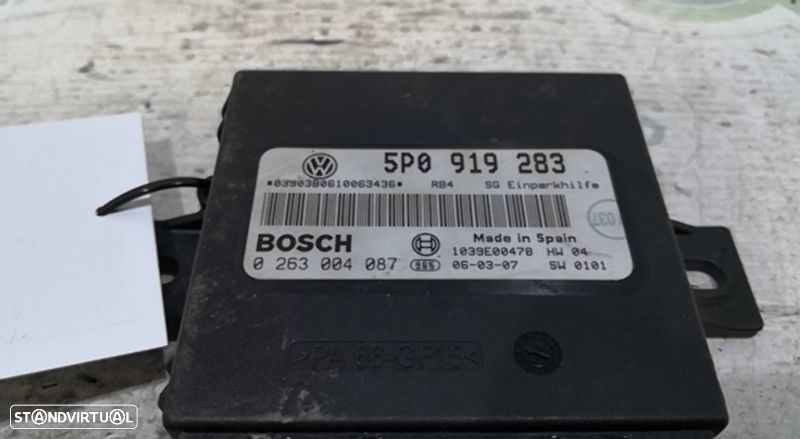 5P0 919 283
*0390380610063436* RB4 SG Einparkhilfe
037
BOSCH
Made in Spain
1039E00478 HW 04
0 263 004 087 06-03-07 SW 0101
>PA 66-GF15<
STANDVIRTUAL